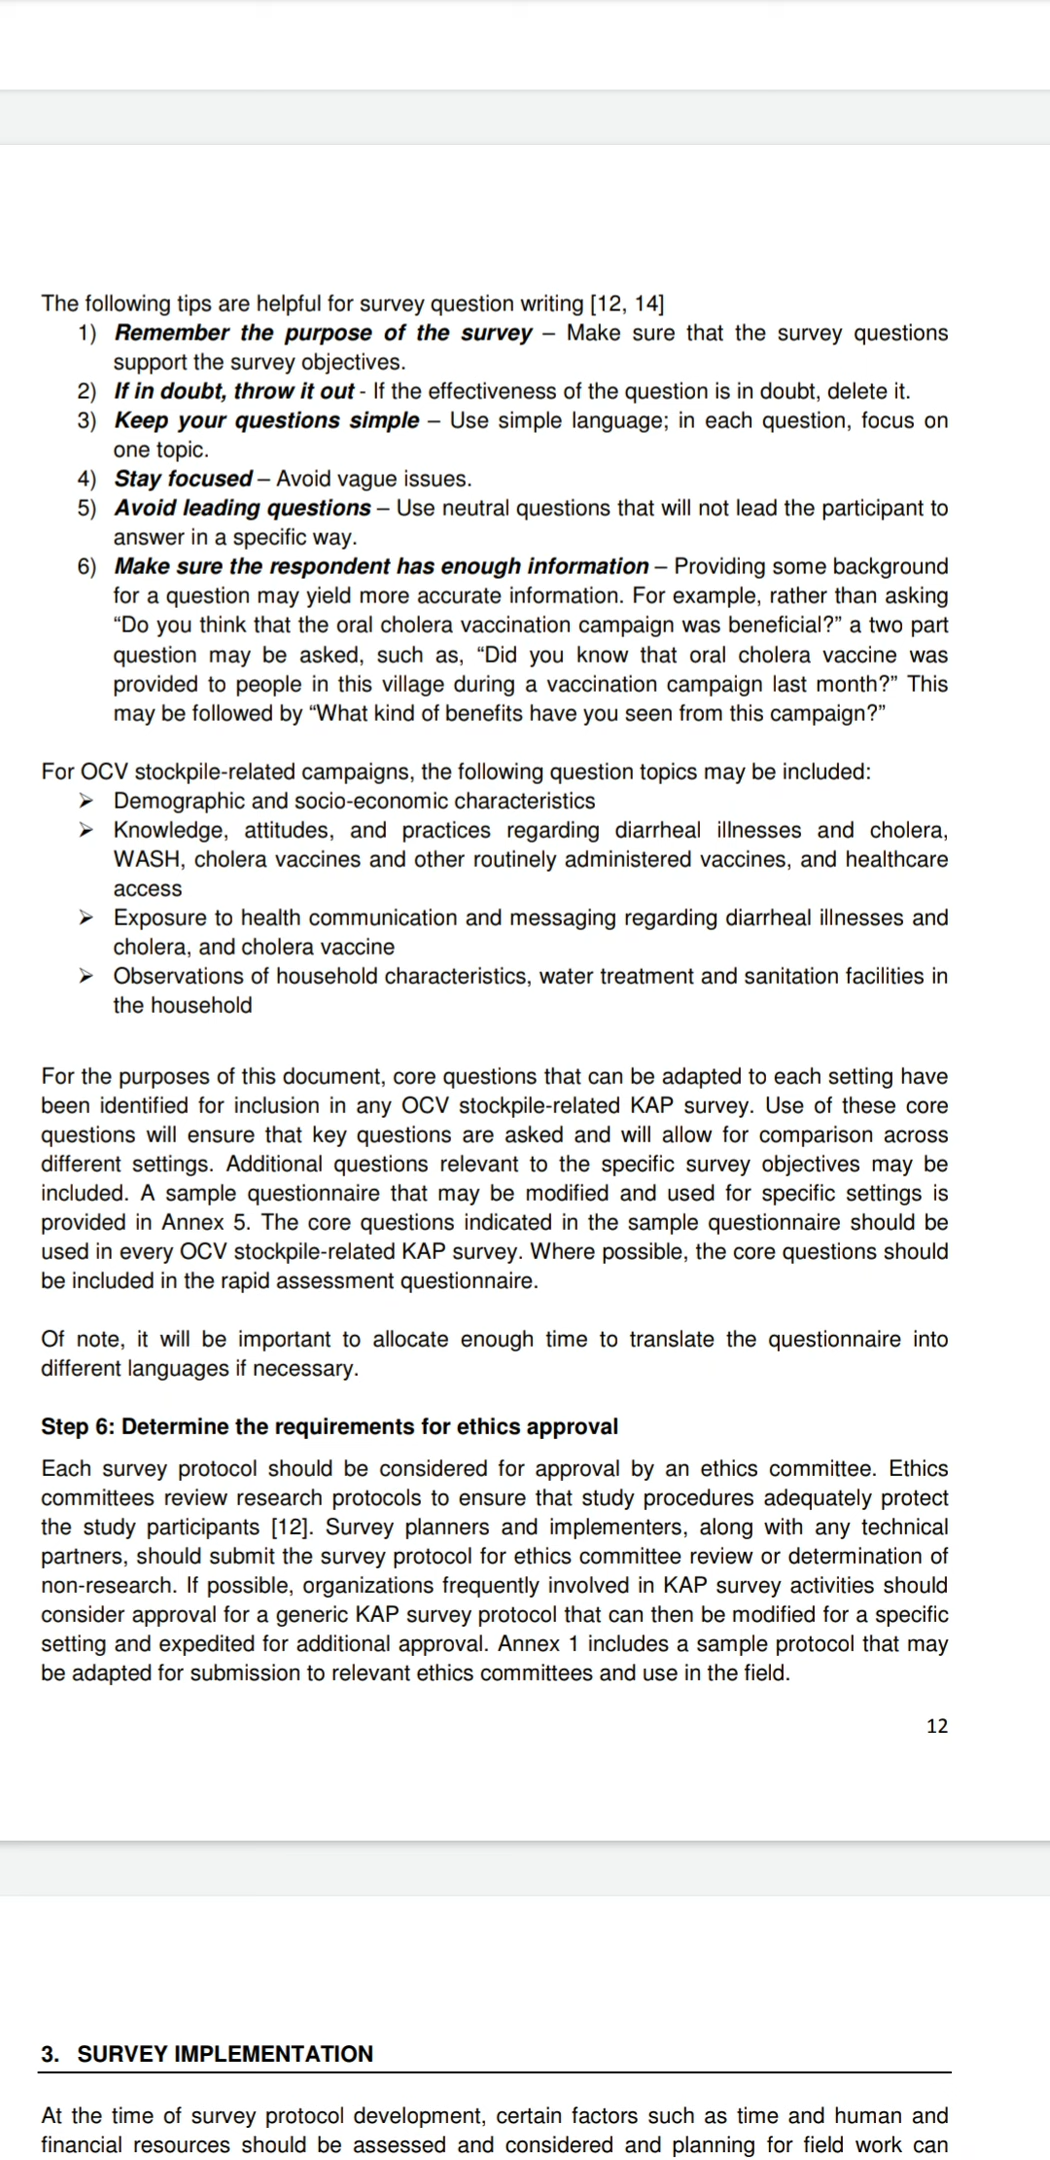 The following tips are helpful for survey question writing [12, 14]
1) Remember the purpose of the survey – Make sure that the survey questions
support the survey objectives.
2) If in doubt, throw it out - If the effectiveness of the question is in doubt, delete it.
3) Keep your questions simple – Use simple language; in each question, focus on
one topic.
4) Stay focused – Avoid vague issues.
5) Avoid leading questions – Use neutral questions that will not lead the participant to
answer in a specific way.
6) Make sure the respondent has enough information – Providing some background
for a question may yield more accurate information. For example, rather than asking
“Do you think that the oral cholera vaccination campaign was beneficial?” a two part
question may be asked, such as, “Did you know that oral cholera vaccine was
provided to people in this village during a vaccination campaign last month?” This
may be followed by “What kind of benefits have you seen from this campaign?”
For OCV stockpile-related campaigns, the following question topics may be included:
➢ Demographic and socio-economic characteristics
➢ Knowledge, attitudes, and practices regarding diarrheal illnesses and cholera,
WASH, cholera vaccines and other routinely administered vaccines, and healthcare
access
➢ Exposure to health communication and messaging regarding diarrheal illnesses and
cholera, and cholera vaccine
➢ Observations of household characteristics, water treatment and sanitation facilities in
the household
For the purposes of this document, core questions that can be adapted to each setting have
been identified for inclusion in any OCV stockpile-related KAP survey. Use of these core
questions will ensure that key questions are asked and will allow for comparison across
different settings. Additional questions relevant to the specific survey objectives may be
included. A sample questionnaire that may be modified and used for specific settings is
provided in Annex 5. The core questions indicated in the sample questionnaire should be
used in every OCV stockpile-related KAP survey. Where possible, the core questions should
be included in the rapid assessment questionnaire.
Of note, it will be important to allocate enough time to translate the questionnaire into
different languages if necessary.
Step 6: Determine the requirements for ethics approval
Each survey protocol should be considered for approval by an ethics committee. Ethics
committees review research protocols to ensure that study procedures adequately protect
the study participants [12]. Survey planners and implementers, along with any technical
partners, should submit the survey protocol for ethics committee review or determination of
non-research. If possible, organizations frequently involved in KAP survey activities should
consider approval for a generic KAP survey protocol that can then be modified for a specific
setting and expedited for additional approval. Annex 1 includes a sample protocol that may
be adapted for submission to relevant ethics committees and use in the field.
12
3. SURVEY IMPLEMENTATION
At the time of survey protocol development, certain factors such as time and human and
financial resources should be assessed and considered and planning for field work can